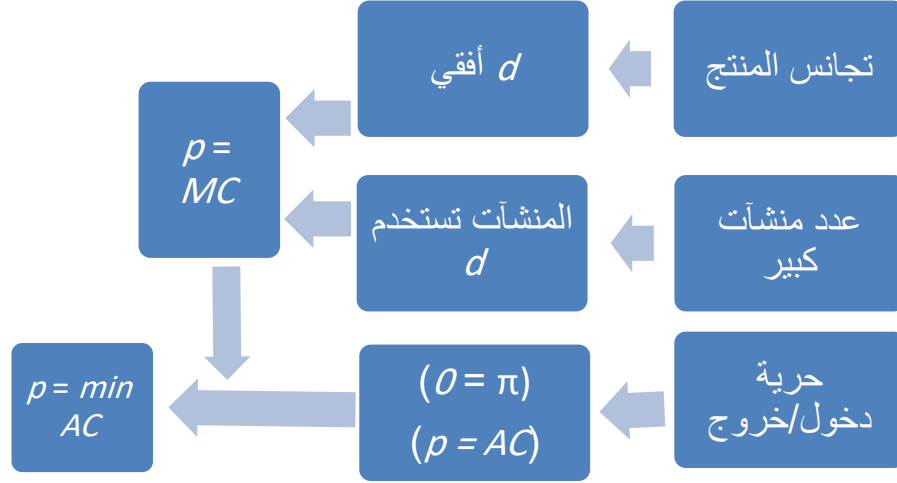 تجانس المنتج
d أفقي
p =
MC
عدد منشآت
كبير
المنشآت تستخدم
d
حرية
دخول/خروج
(0 = π)
(p = AC)
p = min
AC